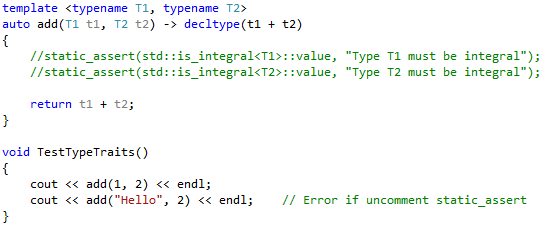 template <typename T1, typename T2>
auto add(T1 t1, T2 t2) -> decltype(t1 + t2)
{
    //static_assert(std::is_integral<T1>::value, "Type T1 must be integral");
    //static_assert(std::is_integral<T2>::value, "Type T2 must be integral");

    return t1 + t2;
}

void TestTypeTraits()
{
    cout << add(1, 2) << endl;
    cout << add("Hello", 2) << endl;    // Error if uncomment static_assert
}